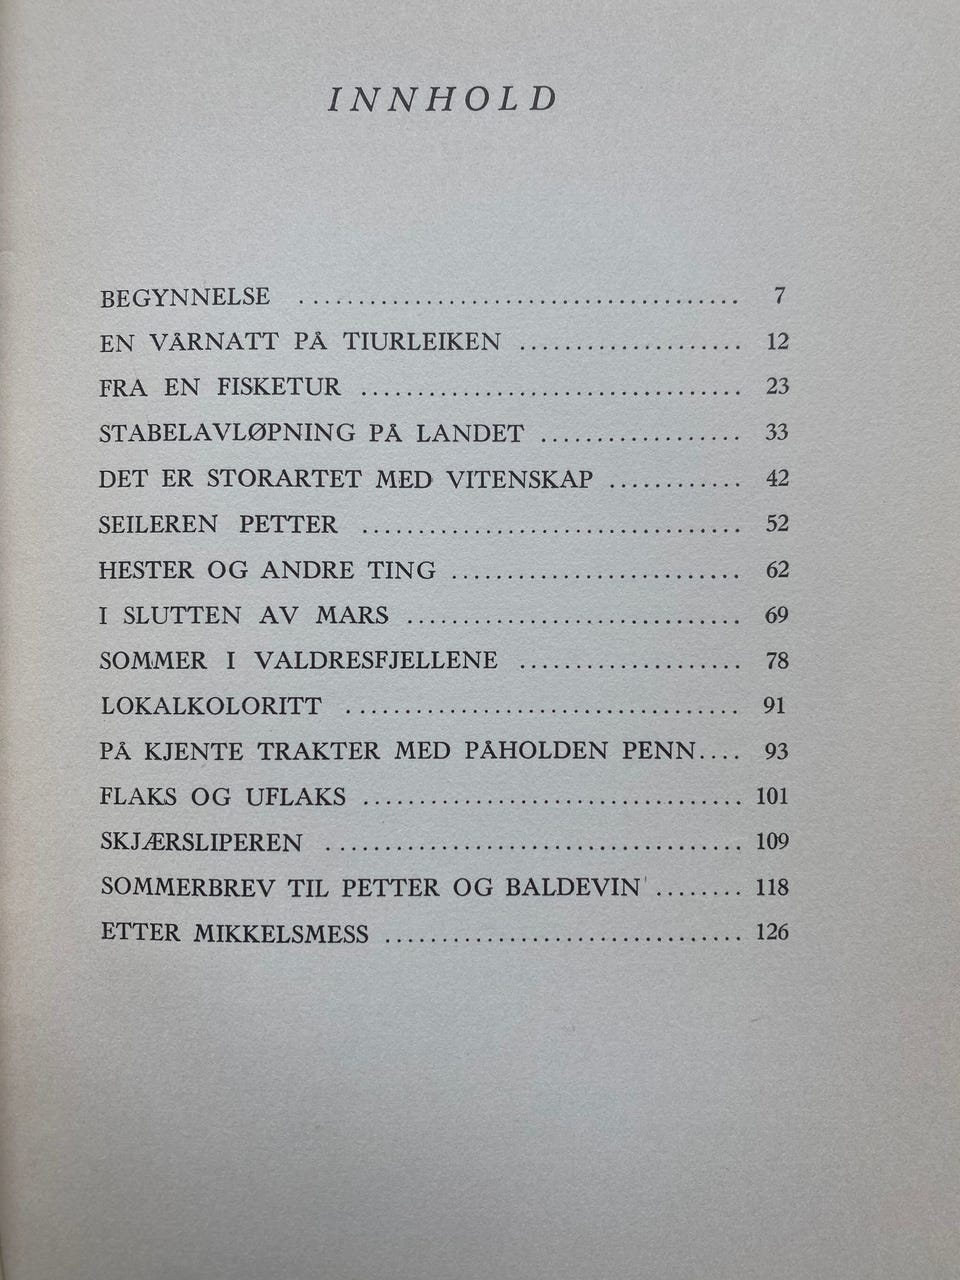 INNHOLD
BEGYNNELSE ....................................... 7
EN VÅRNATT PÅ TIURLEIKEN .................... 12
FRA EN FISKETUR .................................. 23
STABELAVLØPNING PÅ LANDET .................. 33
DET ER STORARTET MED VITENSKAP ............ 42
SEILEREN PETTER .................................. 52
HESTER OG ANDRE TING .......................... 62
I SLUTTEN AV MARS .............................. 69
SOMMER I VALDRESFJELLENE .................... 78
LOKALKOLORITT ................................... 91
PÅ KJENTE TRAKTER MED PÅHOLDEN PENN.... 93
FLAKS OG UFLAKS .................................. 101
SKJÆRSLIPEREN ..................................... 109
SOMMERBREV TIL PETTER OG BALDEVIN ........ 118
ETTER MIKKELSMESS ................................ 126